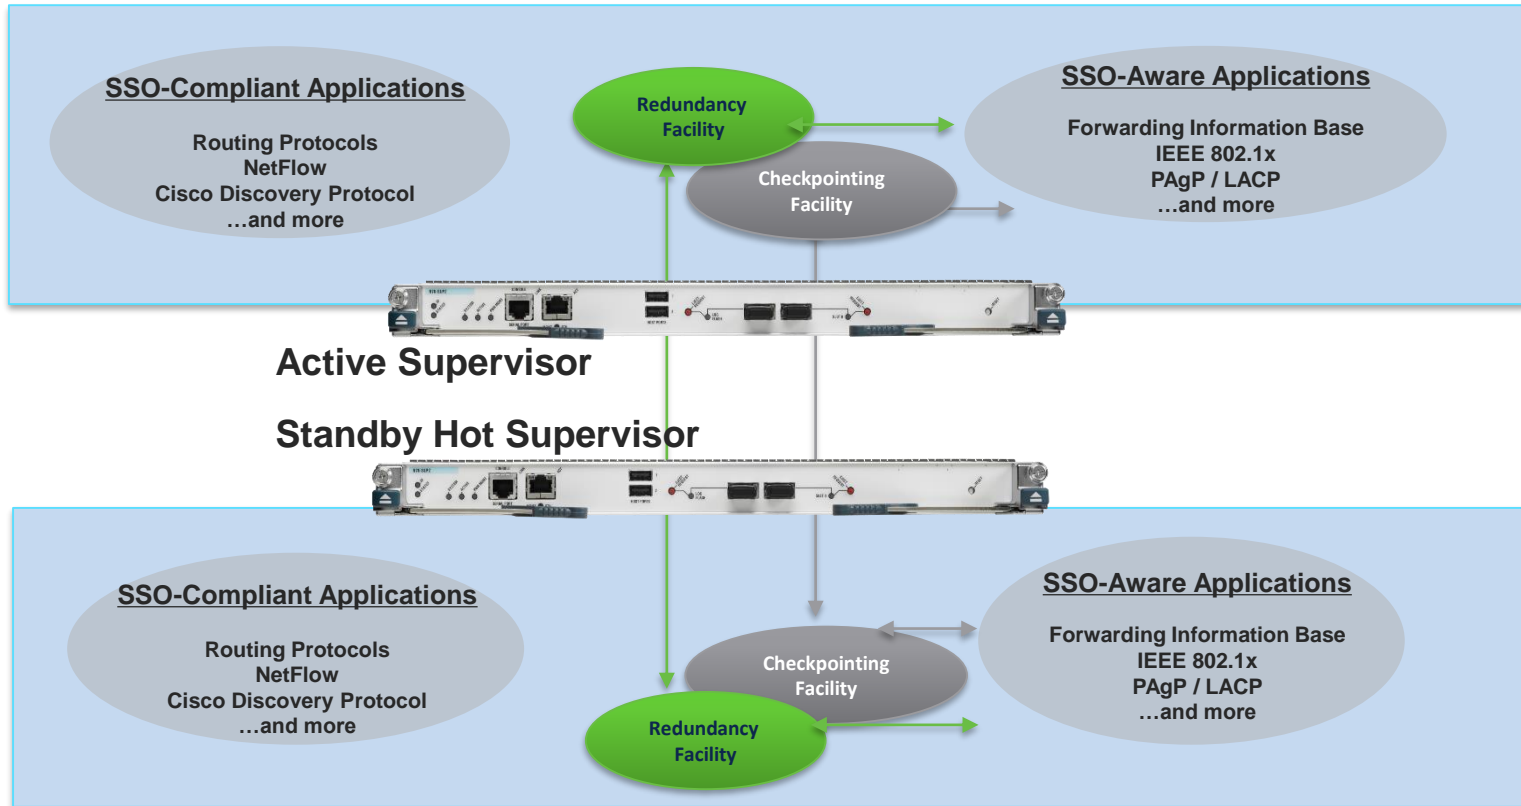 SSO-Compliant Applications
Routing Protocols
NetFlow
Cisco Discovery Protocol
…and more
Redundancy
Facility
Checkpointing
Facility
SSO-Aware Applications
Forwarding Information Base
IEEE 802.1x
PAgP / LACP
…and more
CONSOLE
Active Supervisor
Standby Hot Supervisor
CONSOLE
SSO-Compliant Applications
Routing Protocols
NetFlow
Cisco Discovery Protocol
…and more
Checkpointing
Facility
Redundancy
Facility
SSO-Aware Applications
Forwarding Information Base
IEEE 802.1x
PAgP / LACP
…and more